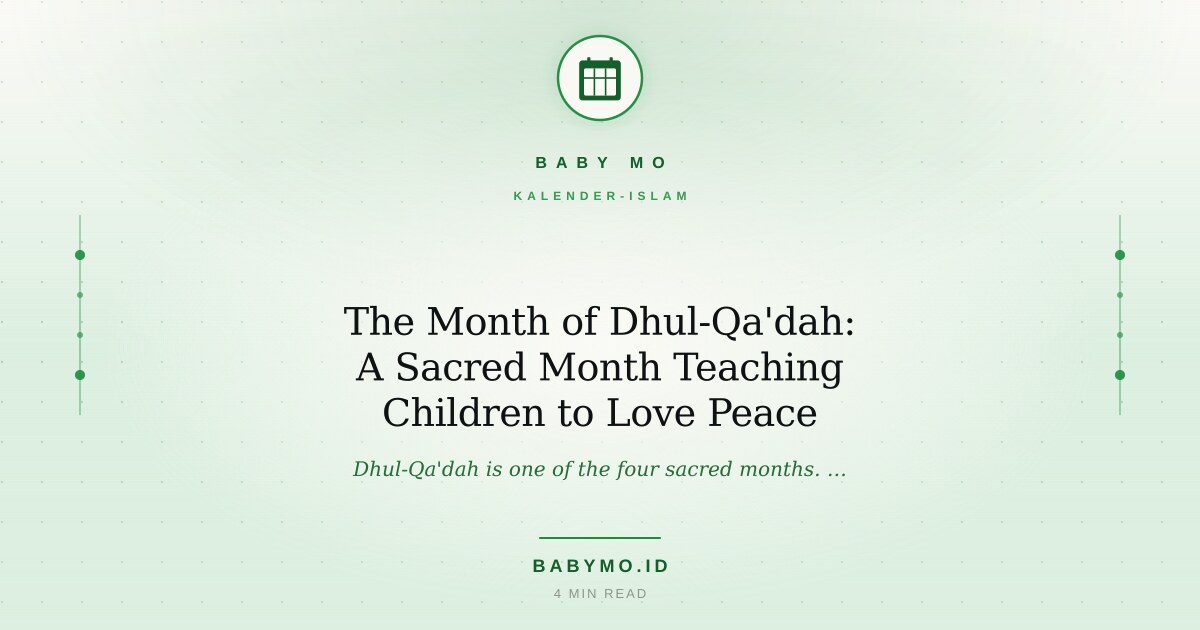 BABY MO
KALENDER-ISLAM
The Month of Dhul-Qa'dah:
A Sacred Month Teaching
Children to Love Peace
Dhul-Qa'dah is one of the four sacred months. ...
BABYMO.ID
4 MIN READ